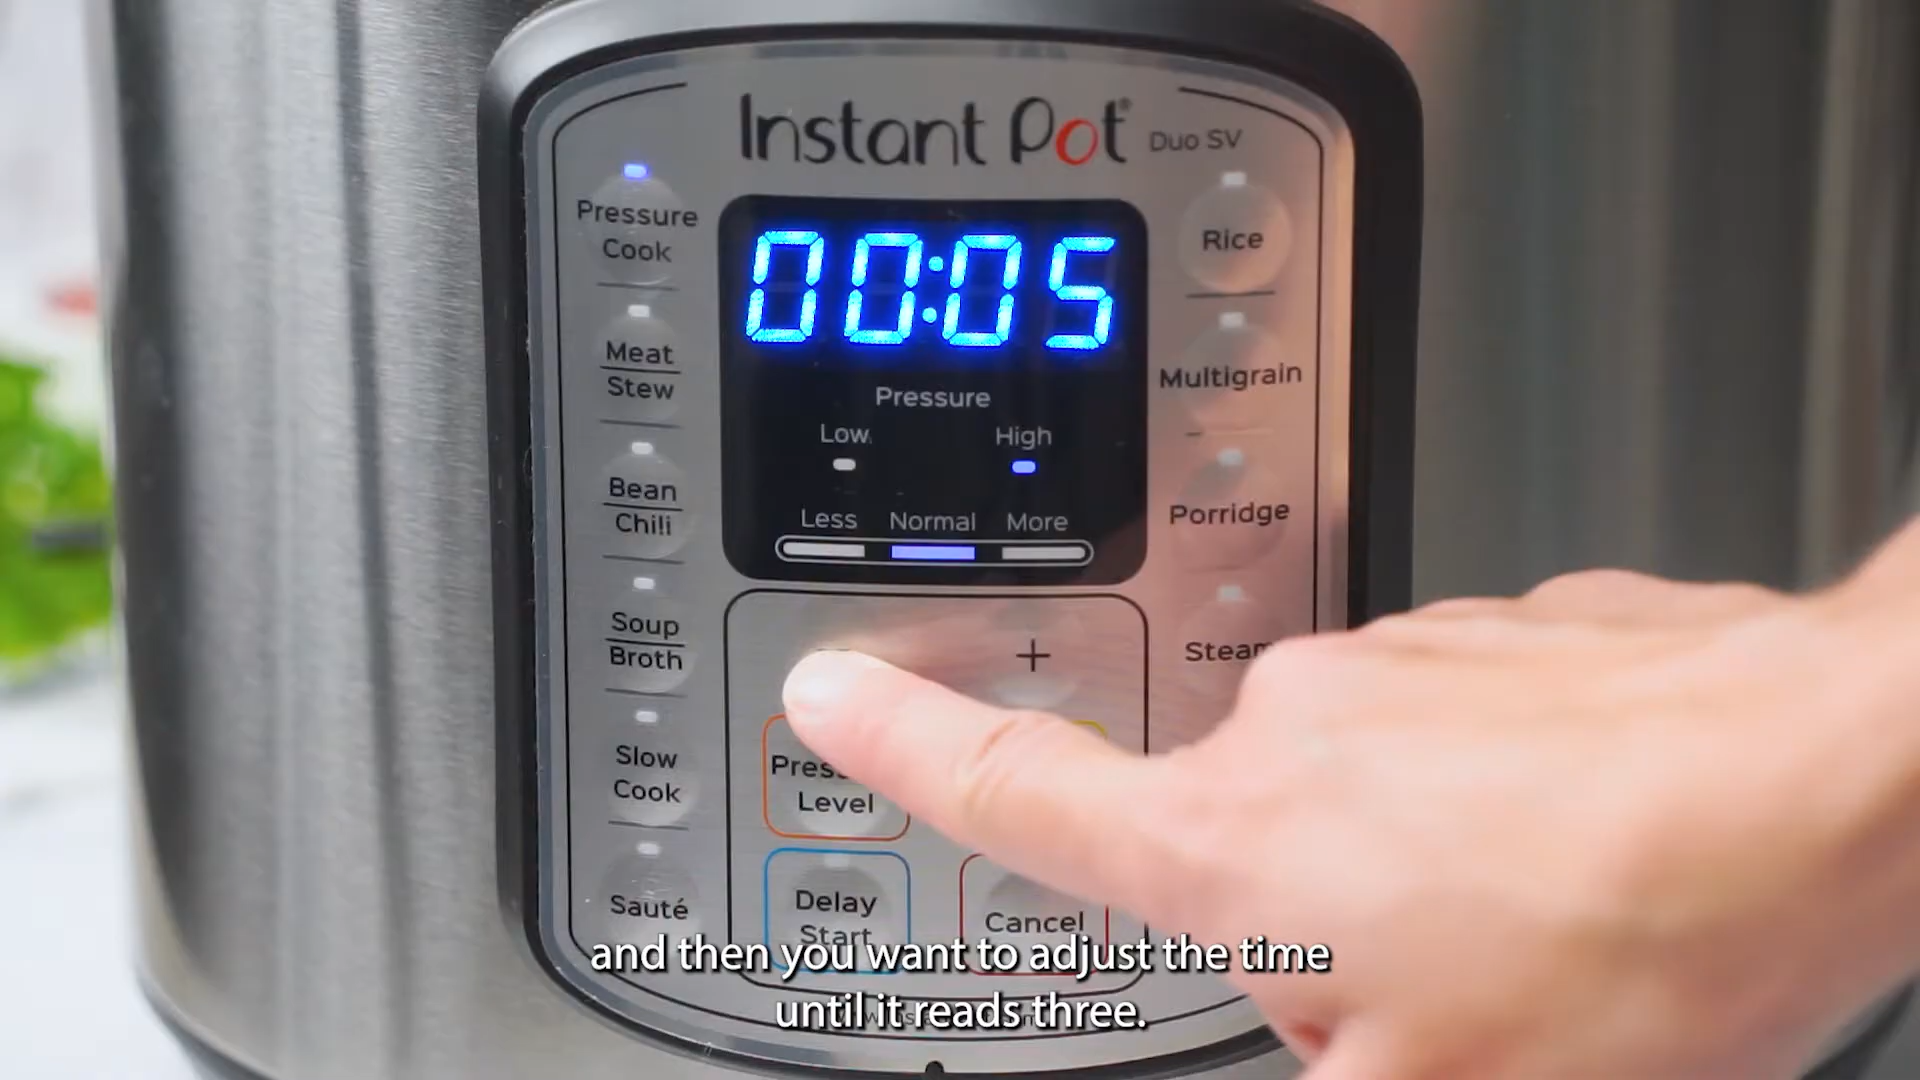 Instant Pot® Duo SV
Pressure
Cook
Meat
Stew
Bean
Chili
Soup
Broth
Slow
Cook
Sauté
00:05
Pressure
Low High
Less Normal More
+
Level
Delay
Start
Cancel
Rice
Multigrain
Porridge
and then you want to adjust the time
until it reads three.